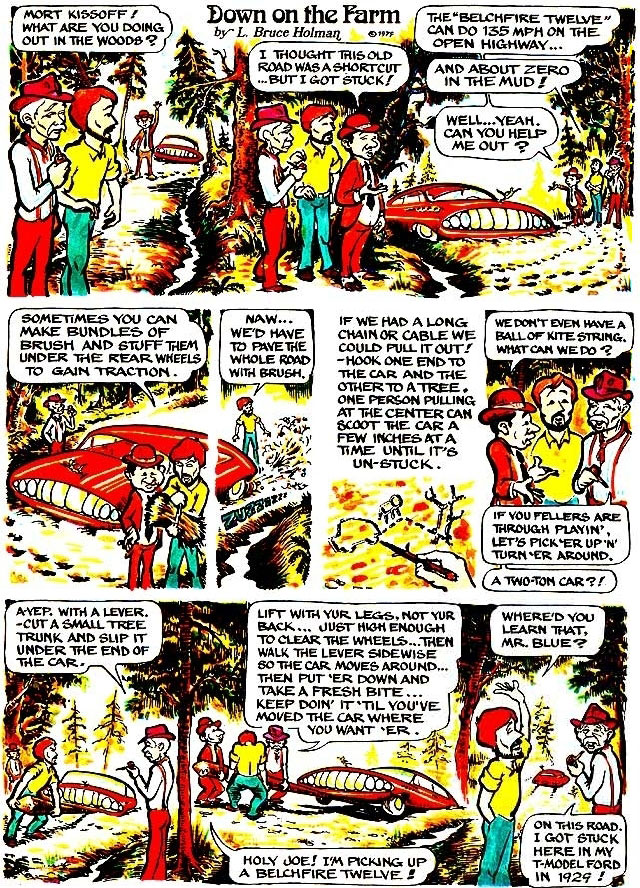 MORT KISSOFF!
WHAT ARE YOU DOING
OUT IN THE WOODS?
Down on the Farm
by L. Bruce Holman
I THOUGHT THIS OLD
ROAD WAS A SHORTCUT
...BUT I GOT STUCK!
THE "BELCHFIRE TWELVE"
CAN DO 135 MPH ON THE
OPEN HIGHWAY...
AND ABOUT ZERO
IN THE MUD!
WELL...YEAH.
CAN YOU HELP
ME OUT?
SOMETIMES YOU CAN
MAKE BUNDLES OF
BRUSH AND STUFF THEM
UNDER THE REAR WHEELS
TO GAIN TRACTION.
NAW...
WE'D HAVE
TO PAVE THE
WHOLE ROAD
WITH BRUSH.
IF WE HAD A LONG
CHAIN OR CABLE WE
COULD PULL IT OUT!
-HOOK ONE END TO
THE CAR AND THE
OTHER TO A TREE.
ONE PERSON PULLING
AT THE CENTER CAN
SCOOT THE CAR A
FEW INCHES AT A
TIME UNTIL IT'S
UN-STUCK.
WE DON'T EVEN HAVE A
BALL OF KITE STRING.
WHAT CAN WE DO?
IF YOU FELLERS ARE
THROUGH PLAYIN',
LET'S PICK 'ER UP 'N'
TURN 'ER AROUND.
A TWO-TON CAR?!
A-YEP. WITH A LEVER.
-CUT A SMALL TREE
TRUNK AND SLIP IT
UNDER THE END OF
THE CAR.
LIFT WITH YUR LEGS, NOT YUR
BACK... JUST HIGH ENOUGH
TO CLEAR THE WHEELS...THEN
WALK THE LEVER SIDEWISE
SO THE CAR MOVES AROUND...
THEN PUT 'ER DOWN AND
TAKE A FRESH BITE...
KEEP DOIN' IT 'TIL YOU'VE
MOVED THE CAR WHERE
YOU WANT 'ER.
HOLY JOE! I'M PICKING UP
A BELCHFIRE TWELVE!
WHERE'D YOU
LEARN THAT,
MR. BLUE?
ON THIS ROAD.
I GOT STUCK
HERE IN MY
T-MODEL FORD
IN 1929!